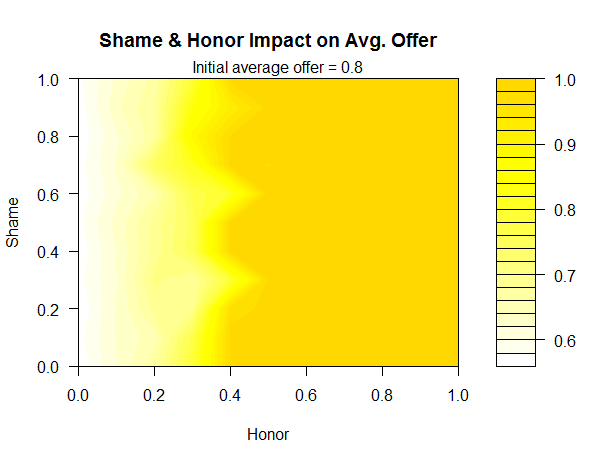 Shame & Honor Impact on Avg. Offer
Initial average offer = 0.8
1.0
0.8
0.6
0.4
0.2
0.0
Shame
0.0 0.2 0.4 0.6 0.8 1.0
Honor
1.0
0.9
0.8
0.7
0.6